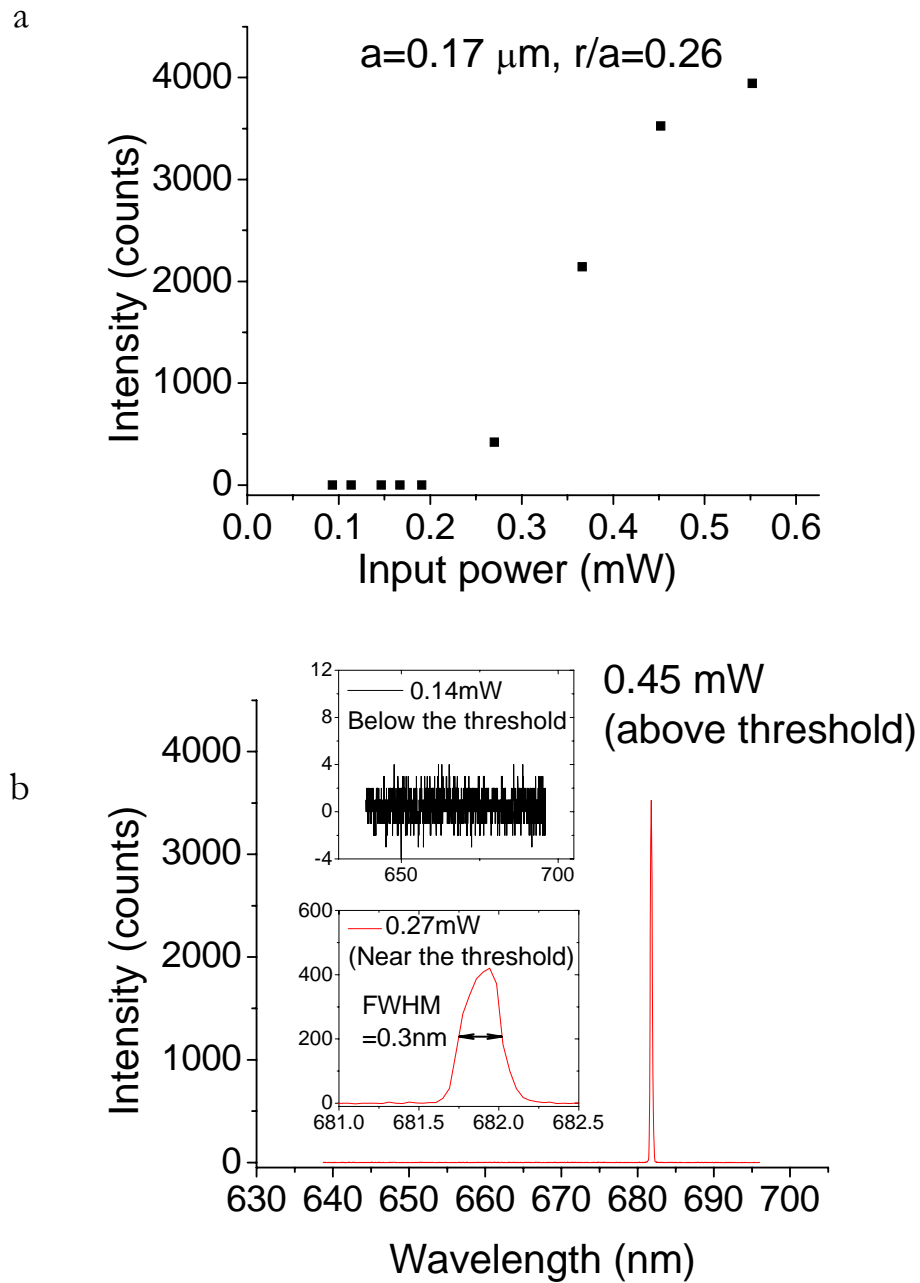 a
a=0.17 μm, r/a=0.26
4000
3000
2000
1000
0
Intensity (counts)
0.0 0.1 0.2 0.3 0.4 0.5 0.6
Input power (mW)
b
0.45 mW
(above threshold)
12
8
4
0
-4
0.14mW
Below the threshold
650 700
600
400
200
0
0.27mW
(Near the threshold)
FWHM
=0.3nm
681.0 681.5 682.0 682.5
4000
3000
2000
1000
0
Intensity (counts)
630 640 650 660 670 680 690 700
Wavelength (nm)